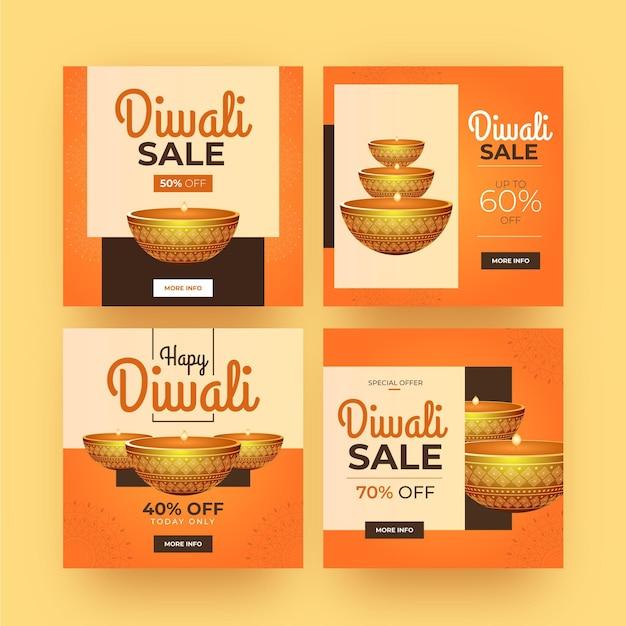 Diwali
SALE
50% OFF
MORE INFO
Diwali
SALE
UP TO
60%
OFF
MORE INFO
Hapy
Diwali
40% OFF
TODAY ONLY
MORE INFO
SPECIAL OFFER
Diwali
SALE
70% OFF
MORE INFO